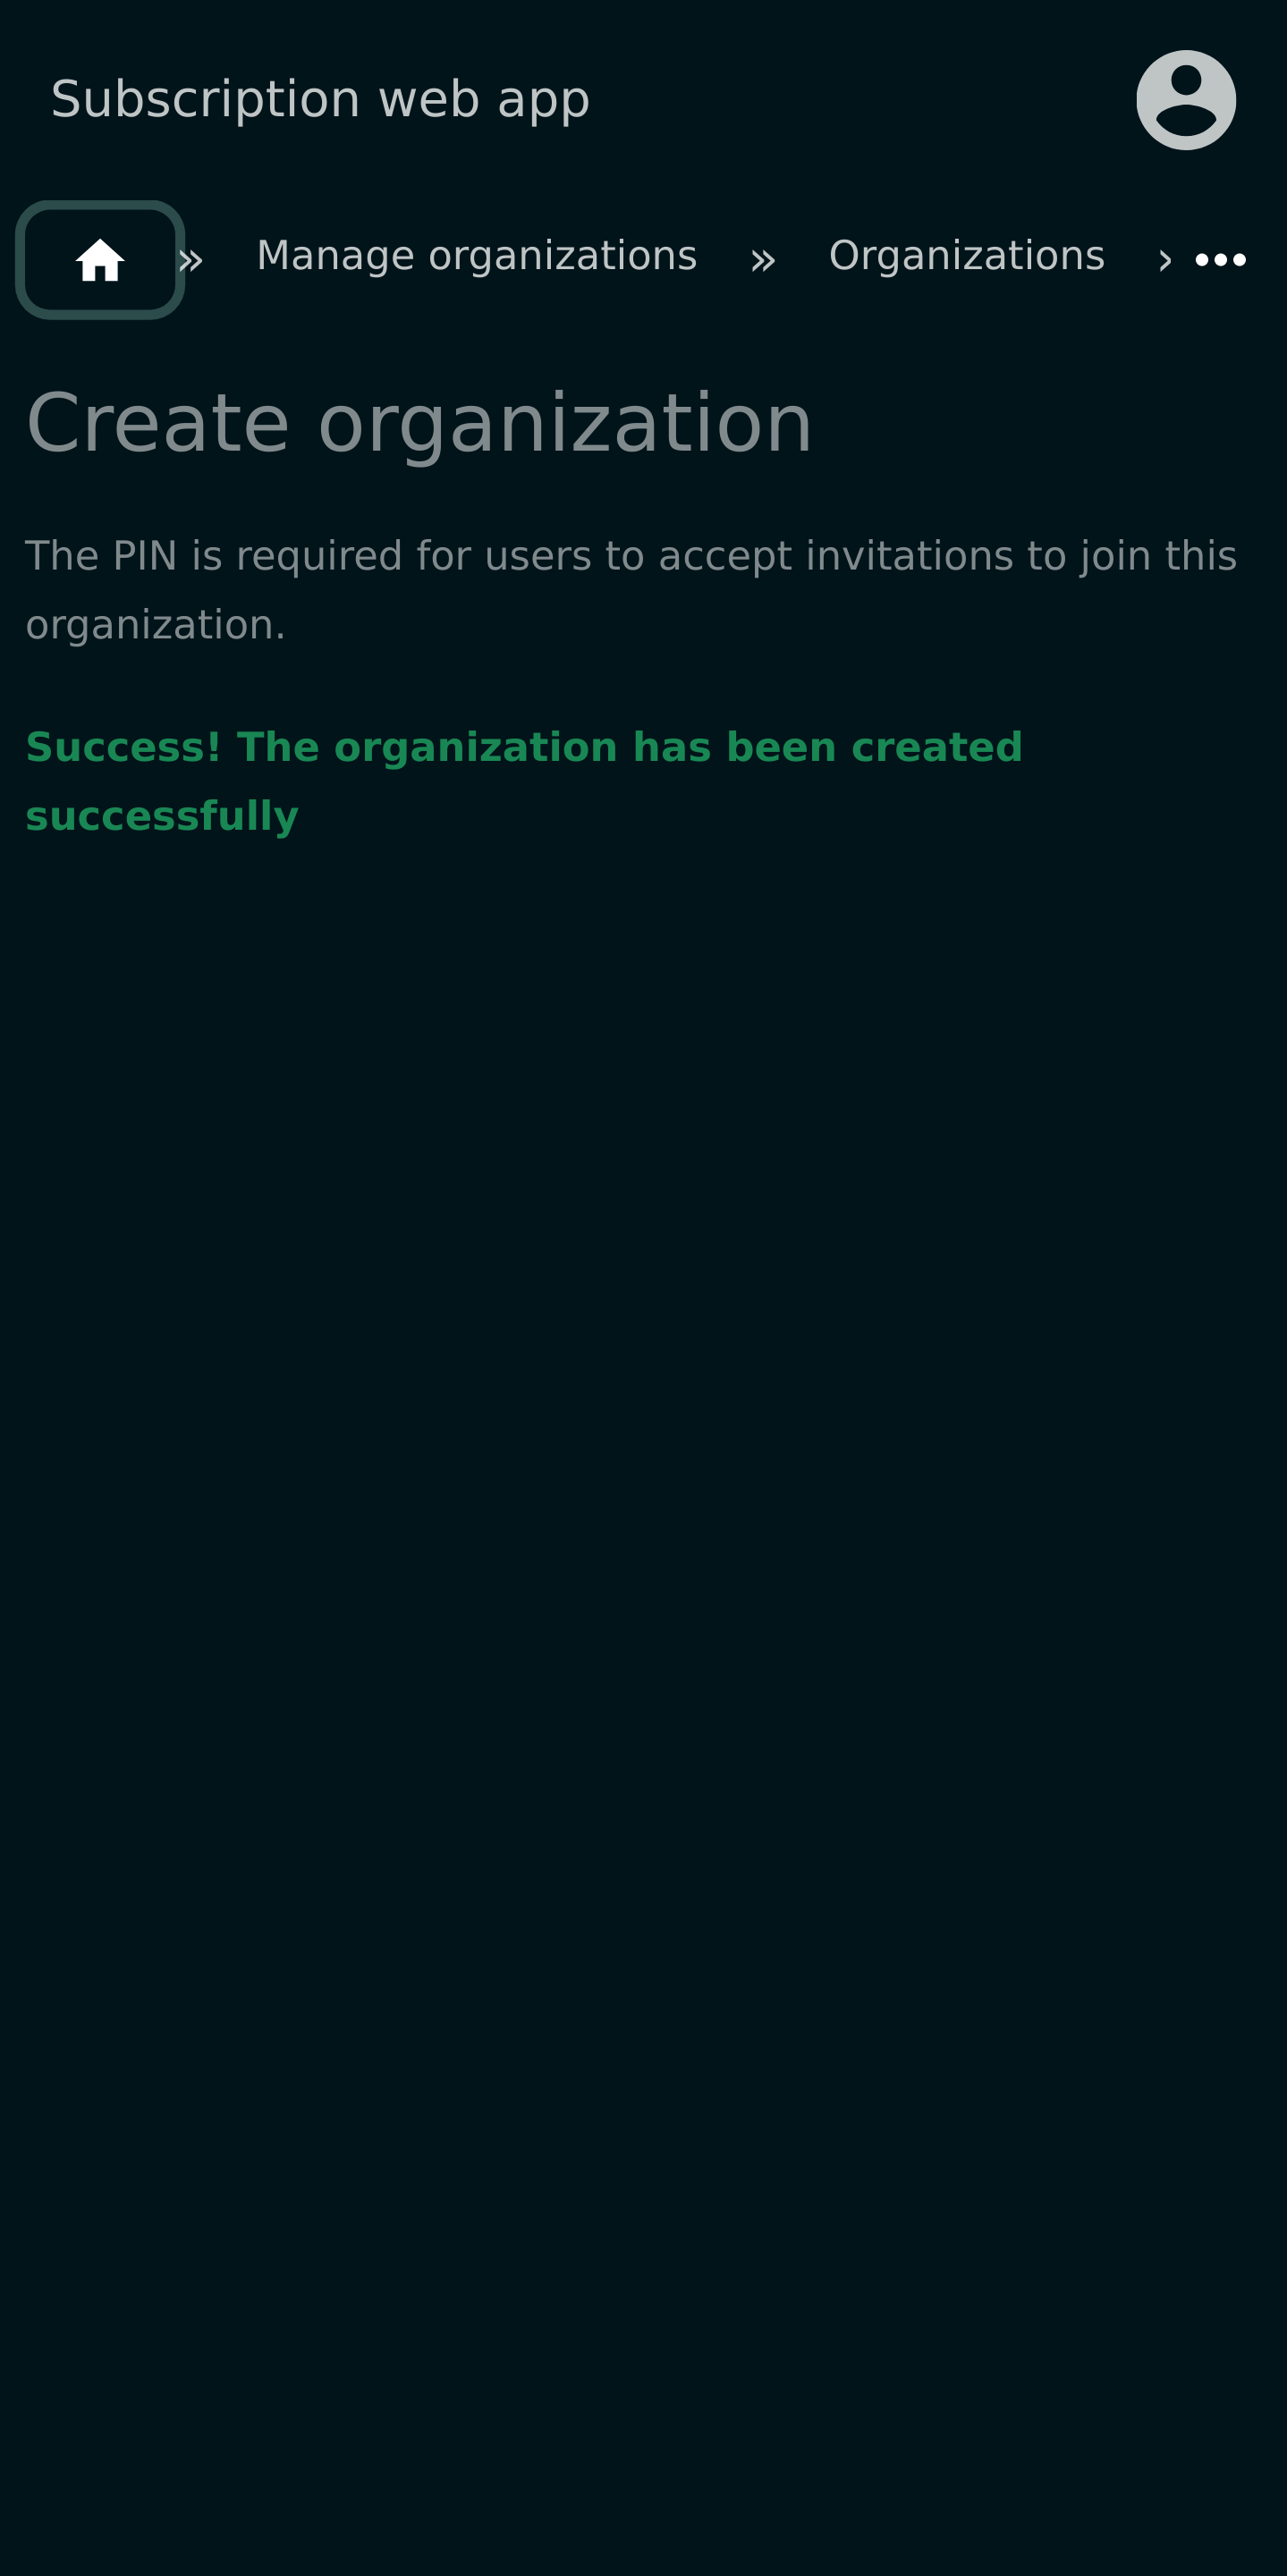 Subscription web app
» Manage organizations » Organizations › •••
Create organization
The PIN is required for users to accept invitations to join this
organization.
Success! The organization has been created
successfully